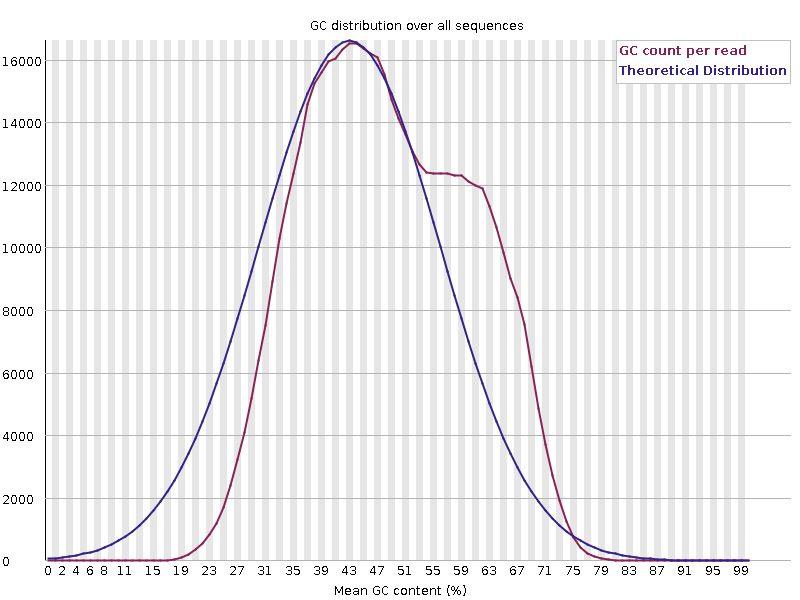 GC distribution over all sequences
GC count per read
Theoretical Distribution
16000
14000
12000
10000
8000
6000
4000
2000
0
0 2 4 6 8 11 15 19 23 27 31 35 39 43 47 51 55 59 63 67 71 75 79 83 87 91 95 99
Mean GC content (%)